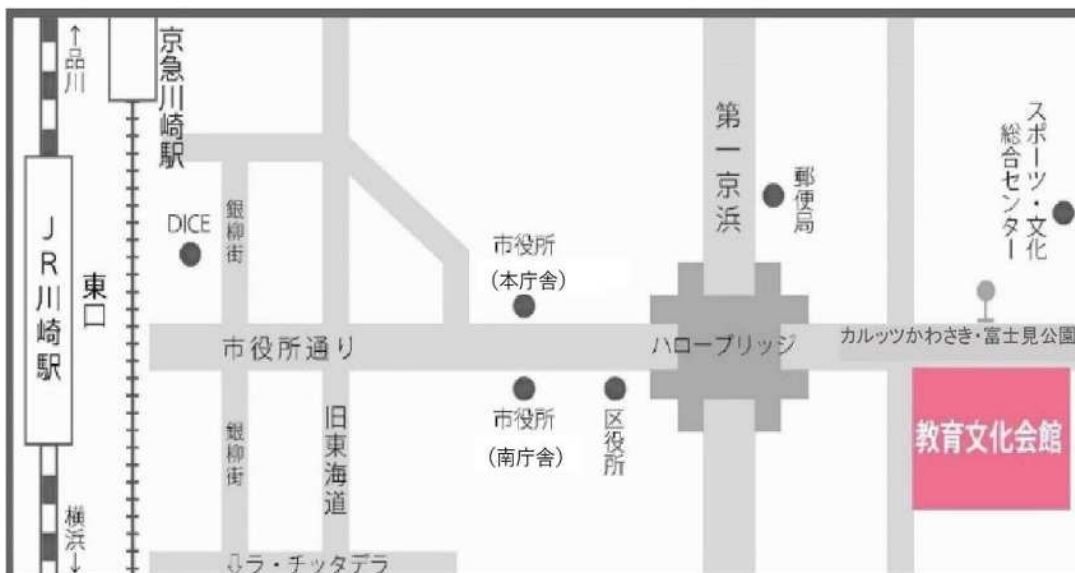 ↑品川
京急川崎駅
JR川崎駅
東口
DICE
銀柳街
市役所
(本庁舎)
第一京浜
郵便局
スポーツ・文化
総合センター
市役所通り
ハローブリッジ
カルッツかわさき・富士見公園
銀柳街
旧東海道
市役所
(南庁舎)
区役所
教育文化会館
横浜↓
⇩ラ・チッタデラ